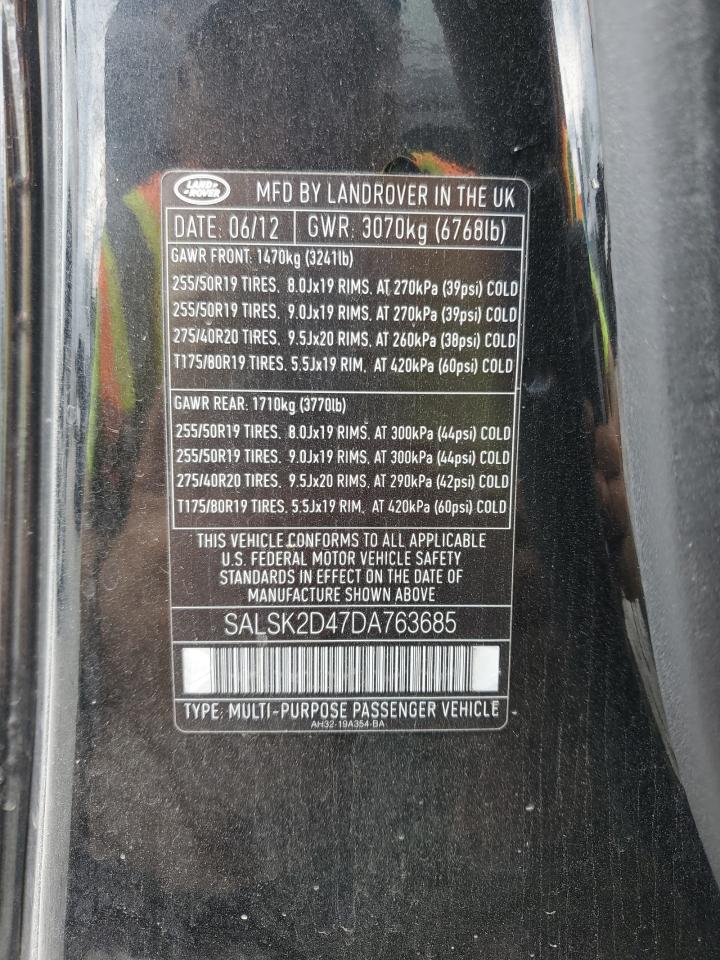 LAND ROVER
MFD BY LANDROVER IN THE UK
DATE: 06/12 GWR: 3070kg (6768lb)
GAWR FRONT: 1470kg (3241lb)
255/50R19 TIRES, 8.0Jx19 RIMS, AT 270kPa (39psi) COLD
255/50R19 TIRES, 9.0Jx19 RIMS, AT 270kPa (39psi) COLD
275/40R20 TIRES, 9.5Jx20 RIMS, AT 260kPa (38psi) COLD
T175/80R19 TIRES, 5.5Jx19 RIM, AT 420kPa (60psi) COLD
GAWR REAR: 1710kg (3770lb)
255/50R19 TIRES, 8.0Jx19 RIMS, AT 300kPa (44psi) COLD
255/50R19 TIRES, 9.0Jx19 RIMS, AT 300kPa (44psi) COLD
275/40R20 TIRES, 9.5Jx20 RIMS, AT 290kPa (42psi) COLD
T175/80R19 TIRES, 5.5Jx19 RIM, AT 420kPa (60psi) COLD
THIS VEHICLE CONFORMS TO ALL APPLICABLE
U.S. FEDERAL MOTOR VEHICLE SAFETY
STANDARDS IN EFFECT ON THE DATE OF
MANUFACTURE SHOWN ABOVE
SALSK2D47DA763685
TYPE: MULTI-PURPOSE PASSENGER VEHICLE
AH32-19A354-BA